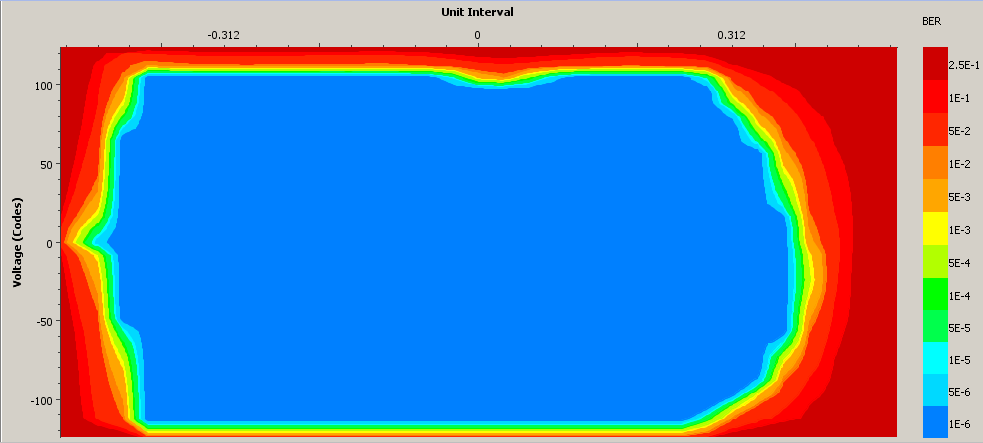 Unit Interval
BER
-0.312 0 0.312
Voltage (Codes)
100
50
0
-50
-100
2.5E-1
1E-1
5E-2
1E-2
5E-3
1E-3
5E-4
1E-4
5E-5
1E-5
5E-6
1E-6